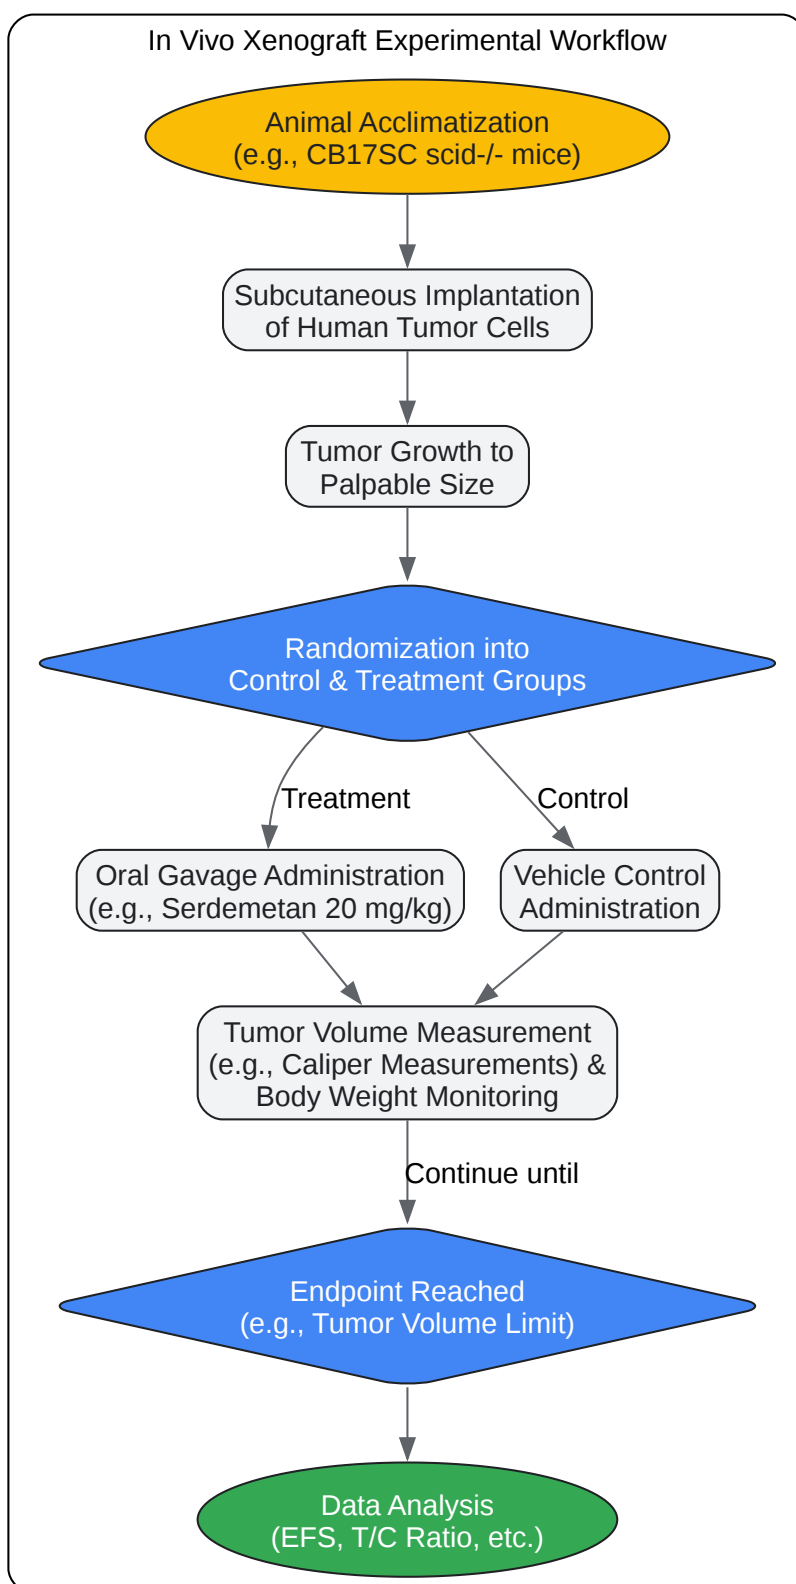 In Vivo Xenograft Experimental Workflow
Animal Acclimatization
(e.g., CB17SC scid-/- mice)
Subcutaneous Implantation
of Human Tumor Cells
Tumor Growth to
Palpable Size
Randomization into
Control & Treatment Groups
Treatment
Control
Oral Gavage Administration
(e.g., Serdemetan 20 mg/kg)
Vehicle Control
Administration
Tumor Volume Measurement
(e.g., Caliper Measurements) &
Body Weight Monitoring
Continue until
Endpoint Reached
(e.g., Tumor Volume Limit)
Data Analysis
(EFS, T/C Ratio, etc.)